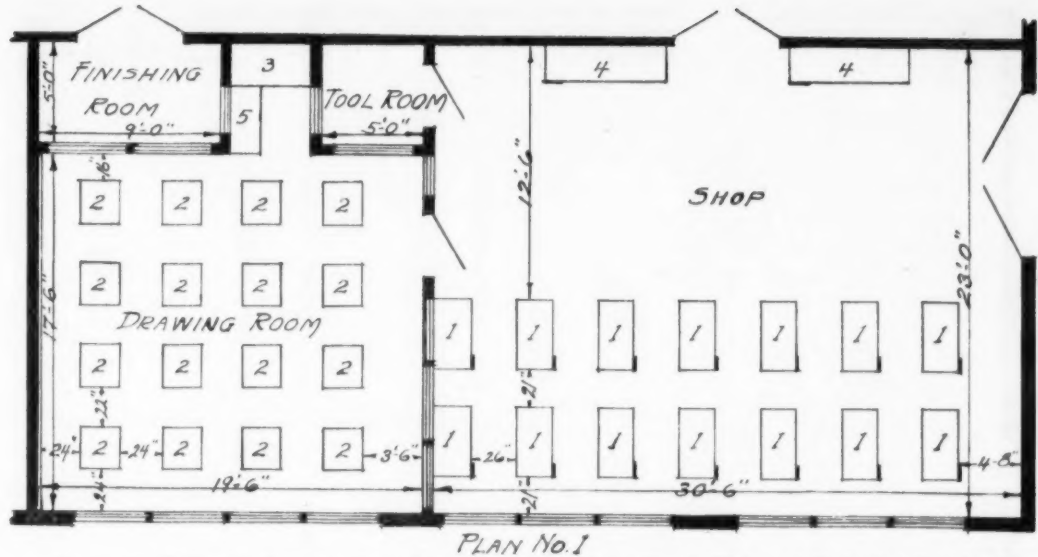 FINISHING
ROOM
5'-0"
9'-0"
3
5
TOOL ROOM
5'-0"
4
4
12'-6"
SHOP
23'-0"
16"
2 2 2 2
2 2 2 2
17'-6"
DRAWING ROOM
2 2 2 2
22"
24" 2 24" 2 2 2 3'-6"
24"
19'-6"
1 1 1 1 1 1 1
21"
1 26" 1 1 1 1 1 1 4-8"
21"
30'-6"
PLAN No. 1